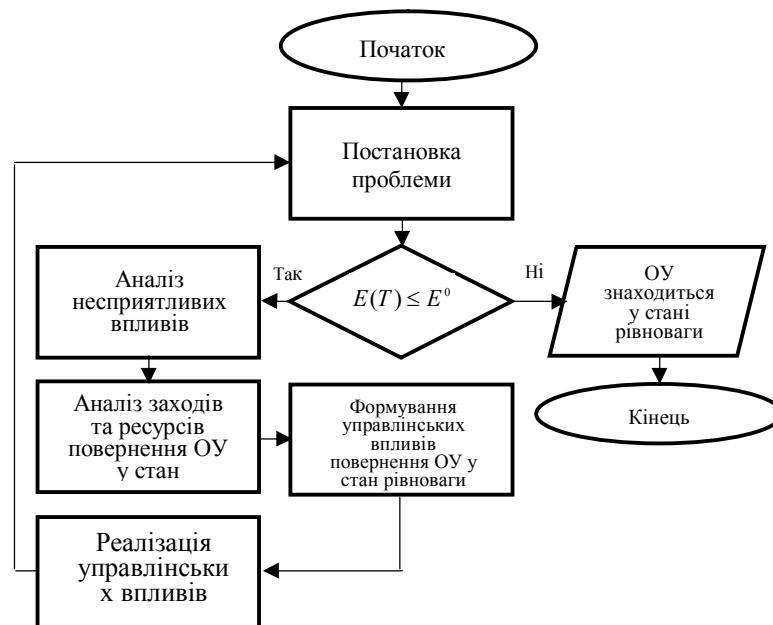 Початок
Постановка
проблеми
Так
E(T) ≤ E⁰
Ні
Аналіз
несприятливих
впливів
ОУ
знаходиться
у стані
рівноваги
Аналіз заходів
та ресурсів
повернення ОУ
у стан
Формування
управлінських
впливів
повернення ОУ у
стан рівноваги
Кінець
Реалізація
управлінськи
х впливів